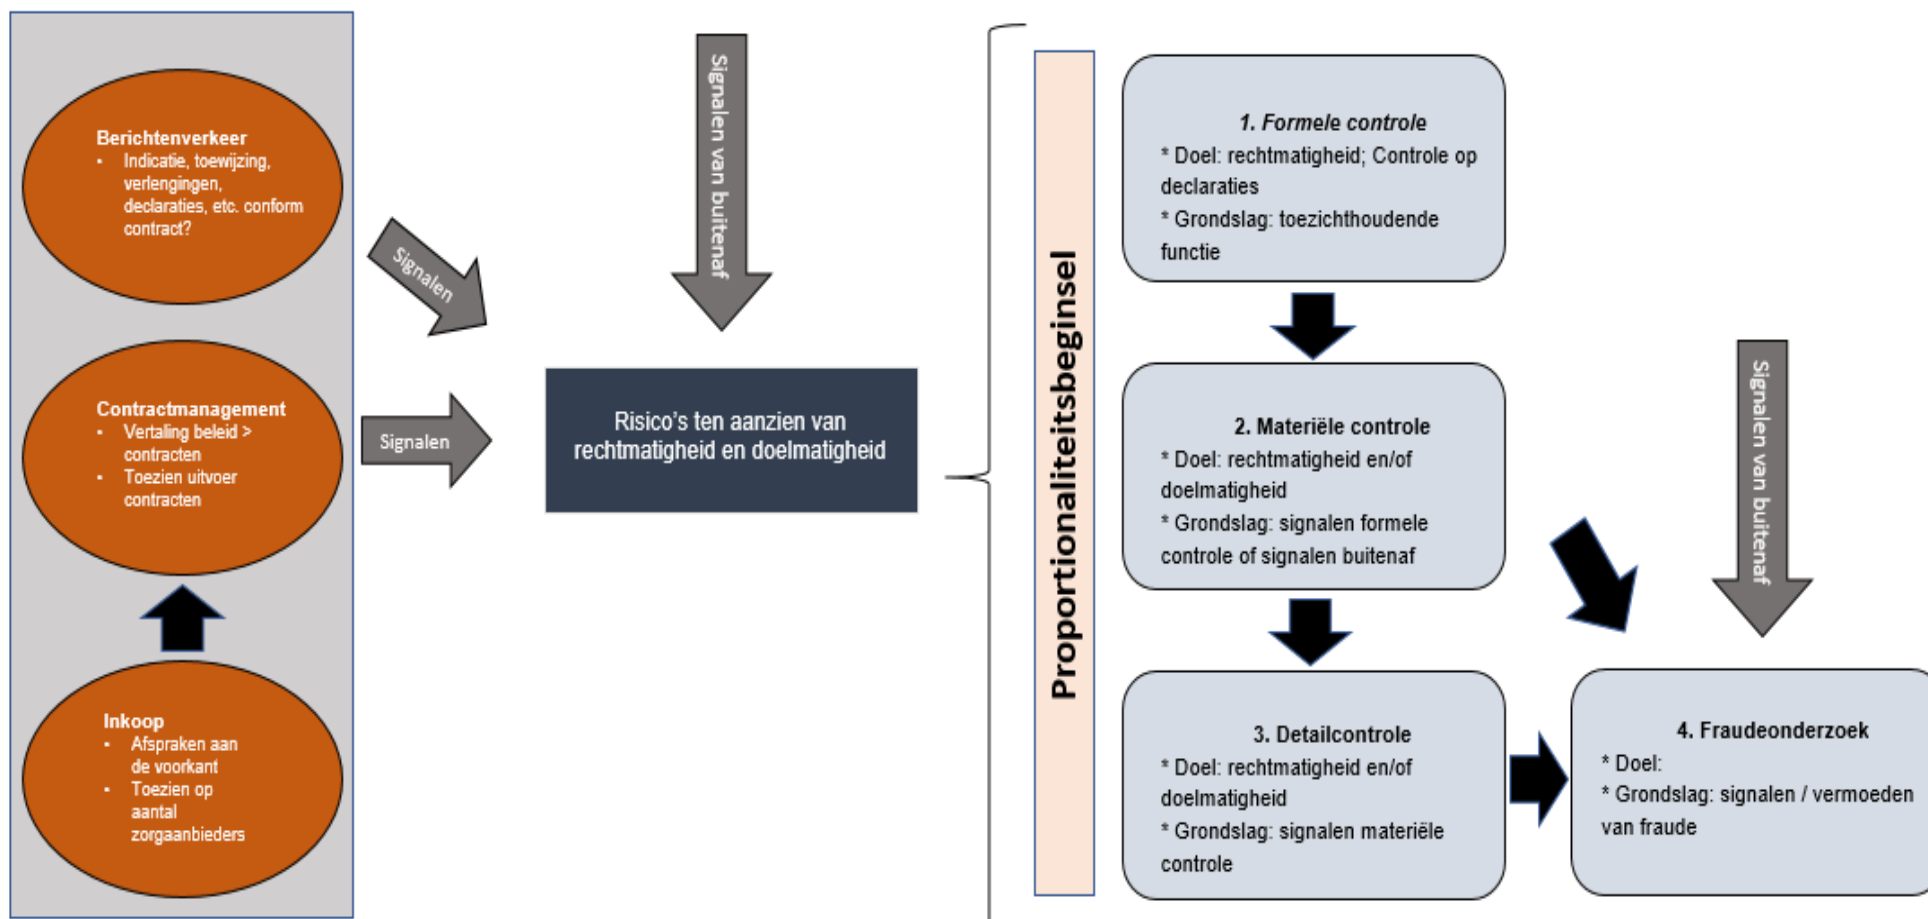 Berichtenverkeer
▪ Indicatie, toewijzing,
verlengingen,
declaraties, etc. conform
contract?
Contractmanagement
▪ Vertaling beleid >
contracten
▪ Toezien uitvoer
contracten
Inkoop
▪ Afspraken aan
de voorkant
▪ Toezien op
aantal
zorgaanbieders
Signalen
Signalen
Signalen van buitenaf
Risico's ten aanzien van
rechtmatigheid en doelmatigheid
Proportionaliteitsbeginsel
1. Formele controle
* Doel: rechtmatigheid; Controle op
declaraties
* Grondslag: toezichthoudende
functie
2. Materiële controle
* Doel: rechtmatigheid en/of
doelmatigheid
* Grondslag: signalen formele
controle of signalen buitenaf
3. Detailcontrole
* Doel: rechtmatigheid en/of
doelmatigheid
* Grondslag: signalen materiële
controle
Signalen van buitenaf
4. Fraudeonderzoek
* Doel:
* Grondslag: signalen / vermoeden
van fraude